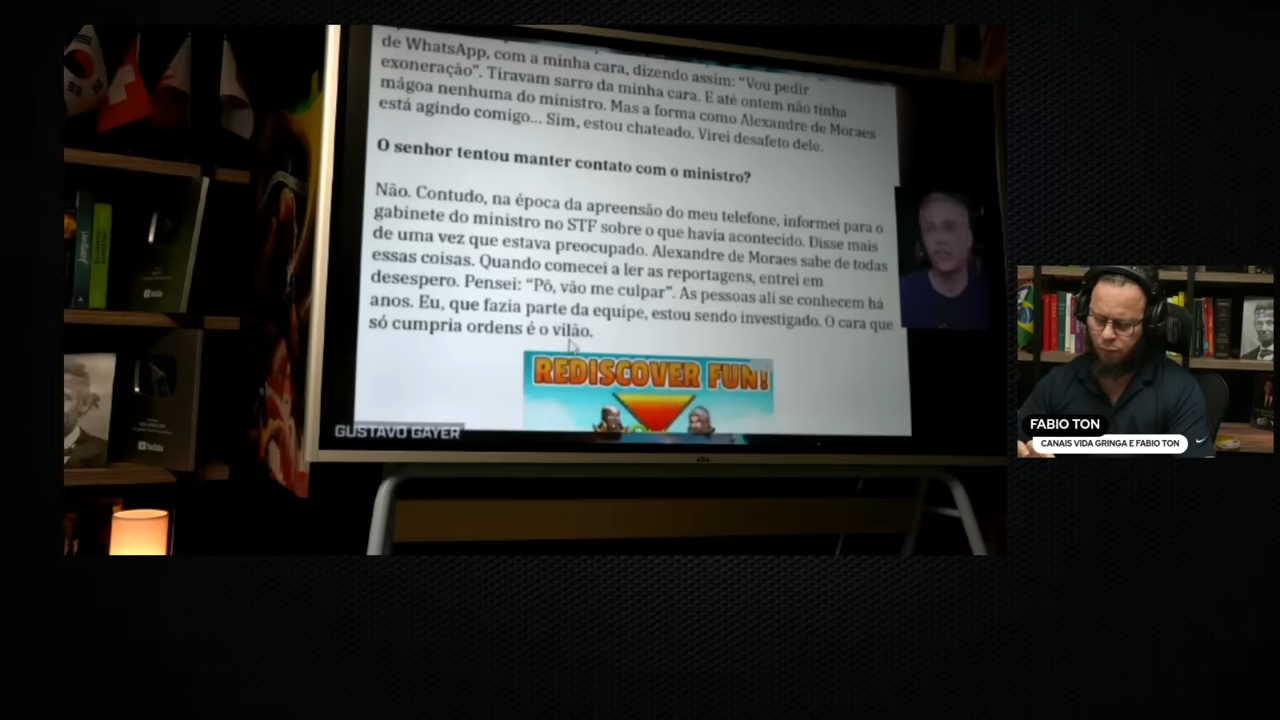 de WhatsApp, com a minha cara, dizendo assim: “Vou pedir
exoneração”. Tiravam sarro da minha cara. E até ontem não tinha
mágoa nenhuma do ministro. Mas a forma como Alexandre de Moraes
está agindo comigo... Sim, estou chateado. Virei desafeto dele.
O senhor tentou manter contato com o ministro?
Não. Contudo, na época da apreensão do meu telefone, informei para o
gabinete do ministro no STF sobre o que havia acontecido. Disse mais
de uma vez que estava preocupado. Alexandre de Moraes sabe de todas
essas coisas. Quando comecei a ler as reportagens, entrei em
desespero. Pensei: “Pô, vão me culpar”. As pessoas ali se conhecem há
anos. Eu, que fazia parte da equipe, estou sendo investigado. O cara que
só cumpria ordens é o vilão.
REDISCOVER FUN!
GUSTAVO GAYER
YouTube
YouTube
FABIO TON
CANAIS VIDA GRINGA E FABIO TON